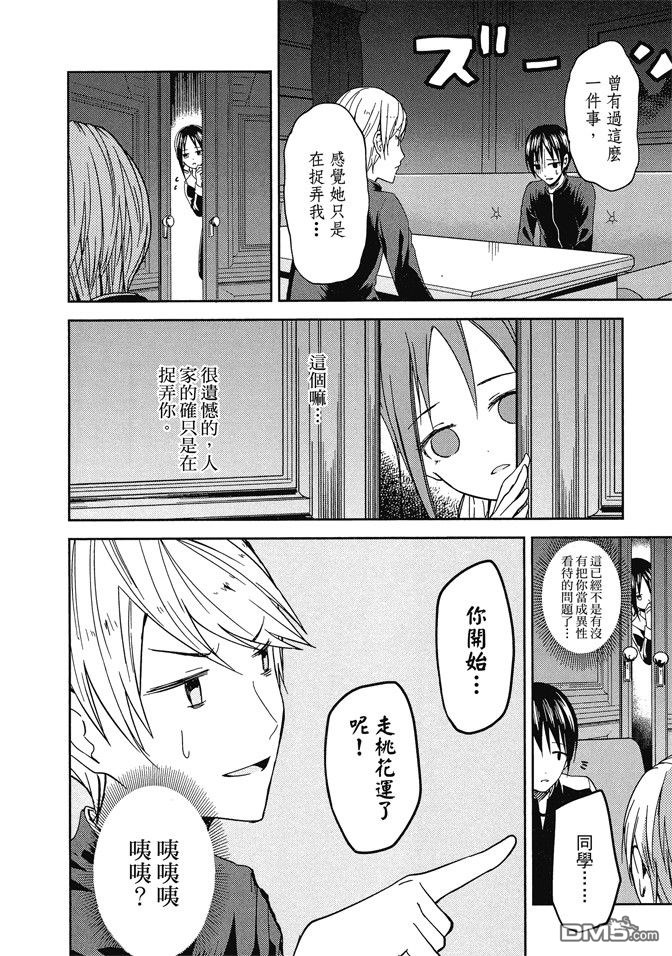 ズーン
曾有過這麼
一件事，
感覺她只是
在捉弄我…
這個嘛…
很遺憾的，人
家的確只是在
捉弄你。
這已經不是有沒
有把你當成異性
看待的問題了…
同學……
你開始…
走桃花運了
呢！
咦咦咦
咦咦？
DM5.com